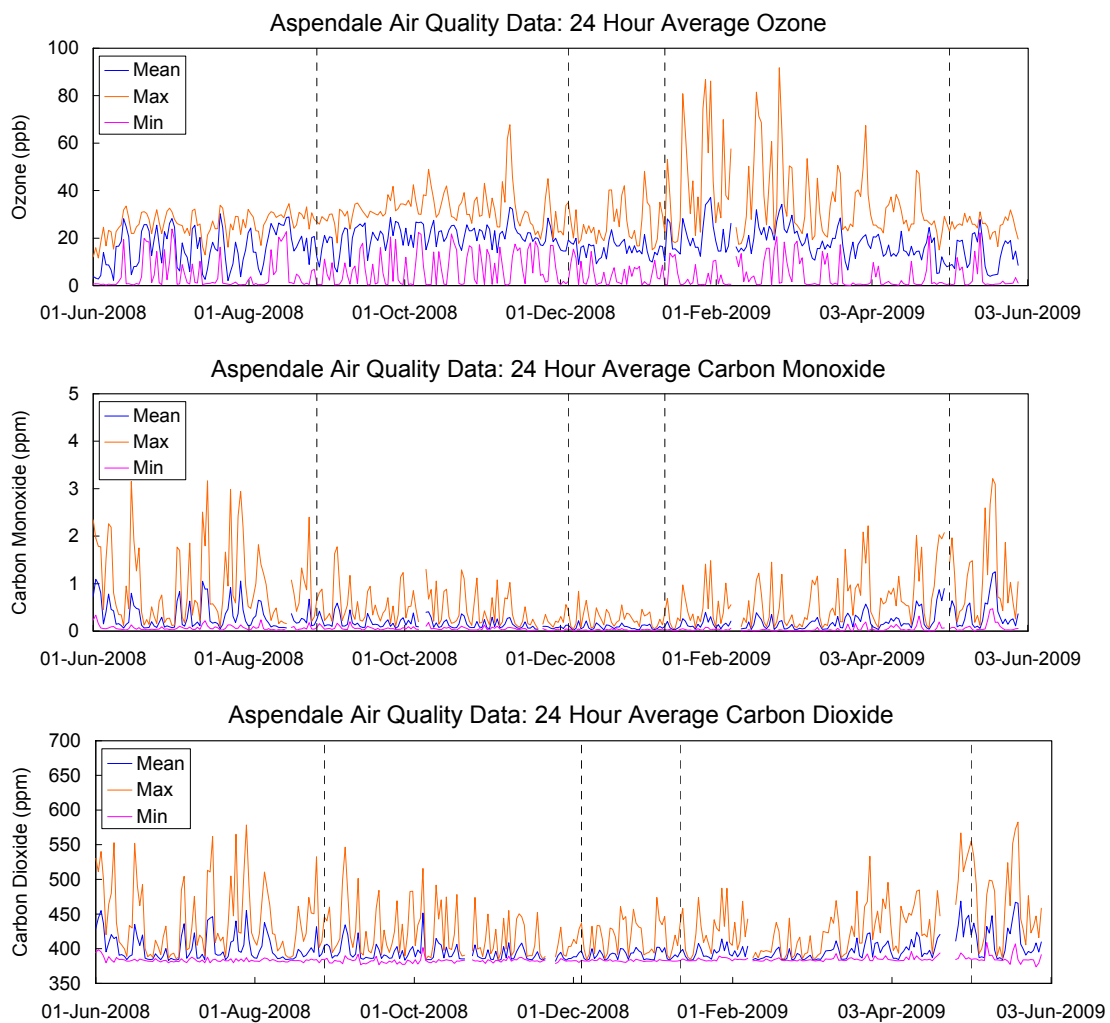 Aspendale Air Quality Data: 24 Hour Average Ozone
100
80
60
40
20
0
Ozone (ppb)
Mean
Max
Min
01-Jun-2008 01-Aug-2008 01-Oct-2008 01-Dec-2008 01-Feb-2009 03-Apr-2009 03-Jun-2009
Aspendale Air Quality Data: 24 Hour Average Carbon Monoxide
5
4
3
2
1
0
Carbon Monoxide (ppm)
Mean
Max
Min
01-Jun-2008 01-Aug-2008 01-Oct-2008 01-Dec-2008 01-Feb-2009 03-Apr-2009 03-Jun-2009
Aspendale Air Quality Data: 24 Hour Average Carbon Dioxide
700
650
600
550
500
450
400
350
Carbon Dioxide (ppm)
Mean
Max
Min
01-Jun-2008 01-Aug-2008 01-Oct-2008 01-Dec-2008 01-Feb-2009 03-Apr-2009 03-Jun-2009